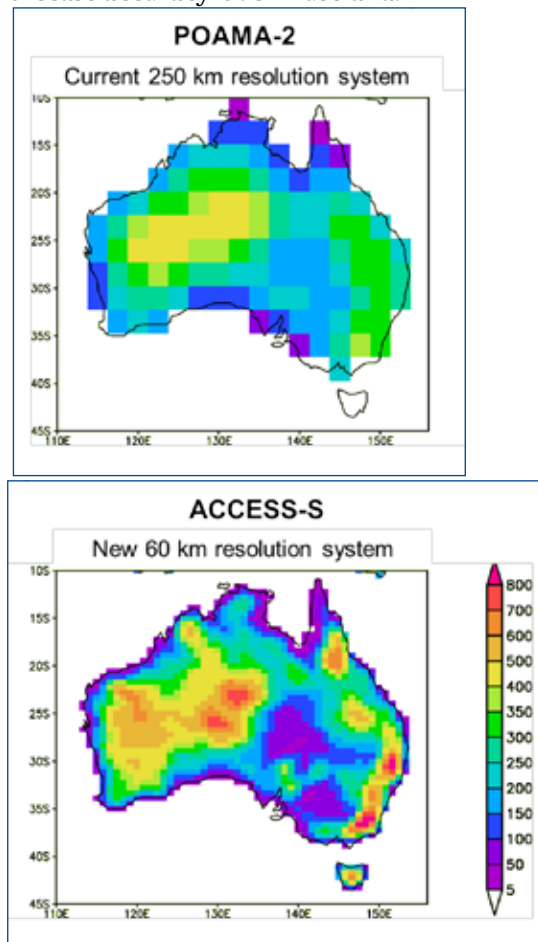 POAMA-2
Current 250 km resolution system
10S
15S
20S
25S
30S
35S
40S
45S
110E 120E 130E 140E 150E
ACCESS-S
New 60 km resolution system
10S
15S
20S
25S
30S
35S
40S
45S
110E 120E 130E 140E 150E
800
700
600
500
400
350
300
250
200
150
100
50
5